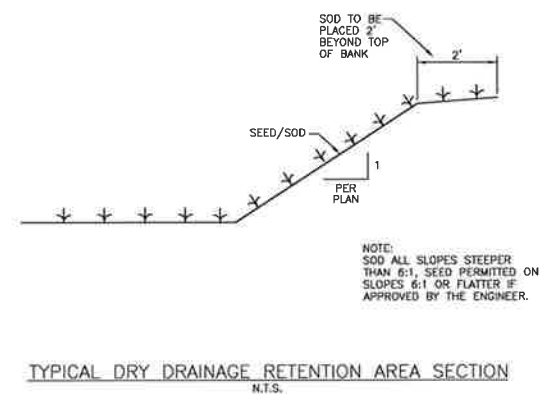 SOD TO BE
PLACED 2'
BEYOND TOP
OF BANK
2'
SEED/SOD
1
PER
PLAN
NOTE:
SOD ALL SLOPES STEEPER
THAN 6:1, SEED PERMITTED ON
SLOPES 6:1 OR FLATTER IF
APPROVED BY THE ENGINEER.
TYPICAL DRY DRAINAGE RETENTION AREA SECTION
N.T.S.